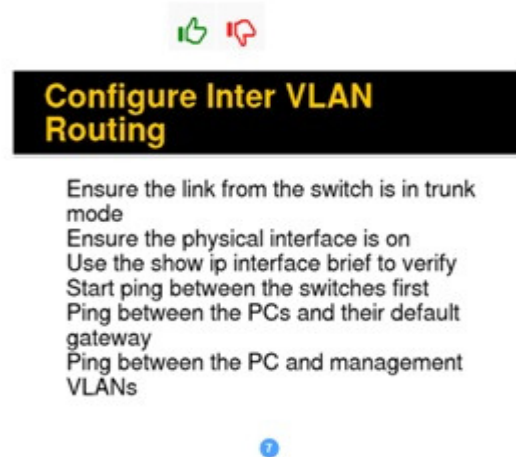 Configure Inter VLAN
Routing
Ensure the link from the switch is in trunk
mode
Ensure the physical interface is on
Use the show ip interface brief to verify
Start ping between the switches first
Ping between the PCs and their default
gateway
Ping between the PC and management
VLANs
7